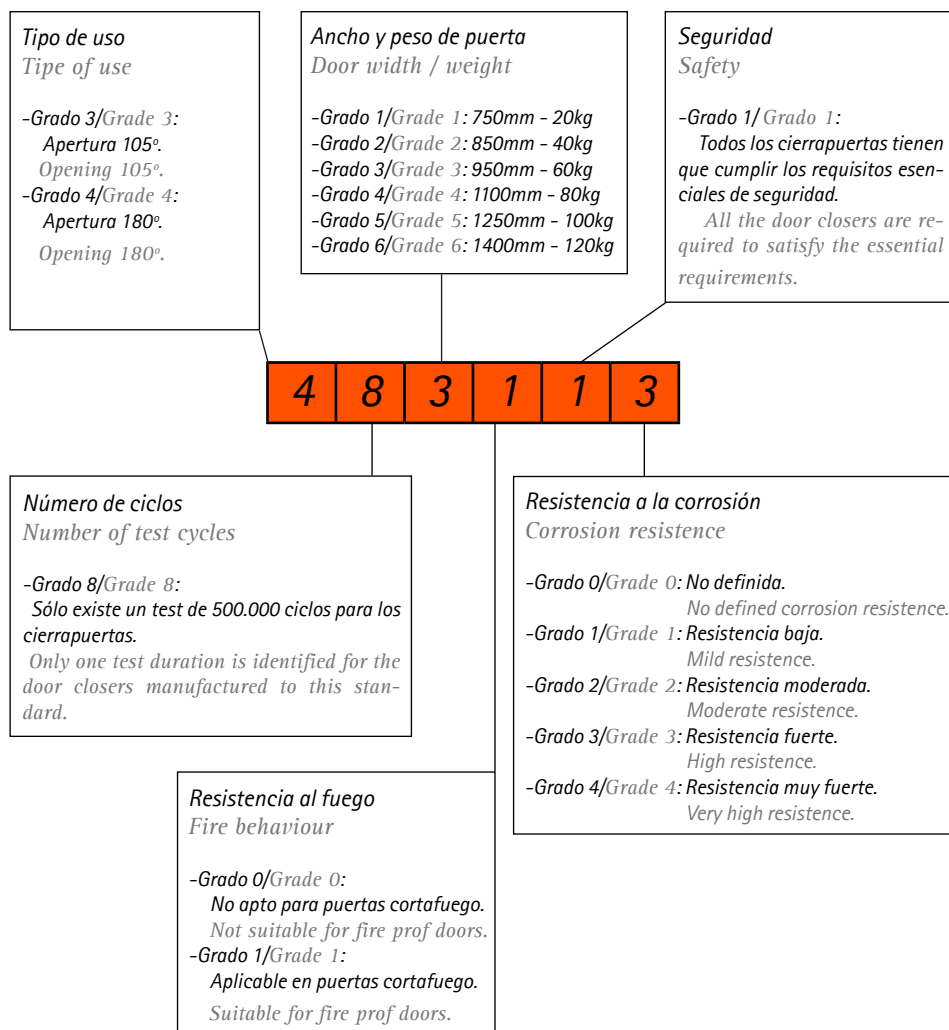 Tipo de uso
Tipe of use
-Grado 3/Grade 3:
Apertura 105º.
Opening 105º.
-Grado 4/Grade 4:
Apertura 180º.
Opening 180º.
Ancho y peso de puerta
Door width / weight
-Grado 1/Grade 1: 750mm - 20kg
-Grado 2/Grade 2: 850mm - 40kg
-Grado 3/Grade 3: 950mm - 60kg
-Grado 4/Grade 4: 1100mm - 80kg
-Grado 5/Grade 5: 1250mm - 100kg
-Grado 6/Grade 6: 1400mm - 120kg
Seguridad
Safety
-Grado 1/ Grado 1:
Todos los cierrapuertas tienen
que cumplir los requisitos esen-
ciales de seguridad.
All the door closers are re-
quired to satisfy the essential
requirements.
4 8 3 1 1 3
Número de ciclos
Number of test cycles
-Grado 8/Grade 8:
Sólo existe un test de 500.000 ciclos para los
cierrapuertas.
Only one test duration is identified for the
door closers manufactured to this stan-
dard.
Resistencia a la corrosión
Corrosion resistence
-Grado 0/Grade 0: No definida.
No defined corrosion resistence.
-Grado 1/Grade 1: Resistencia baja.
Mild resistence.
-Grado 2/Grade 2: Resistencia moderada.
Moderate resistence.
-Grado 3/Grade 3: Resistencia fuerte.
High resistence.
-Grado 4/Grade 4: Resistencia muy fuerte.
Very high resistence.
Resistencia al fuego
Fire behaviour
-Grado 0/Grade 0:
No apto para puertas cortafuego.
Not suitable for fire prof doors.
-Grado 1/Grade 1:
Aplicable en puertas cortafuego.
Suitable for fire prof doors.